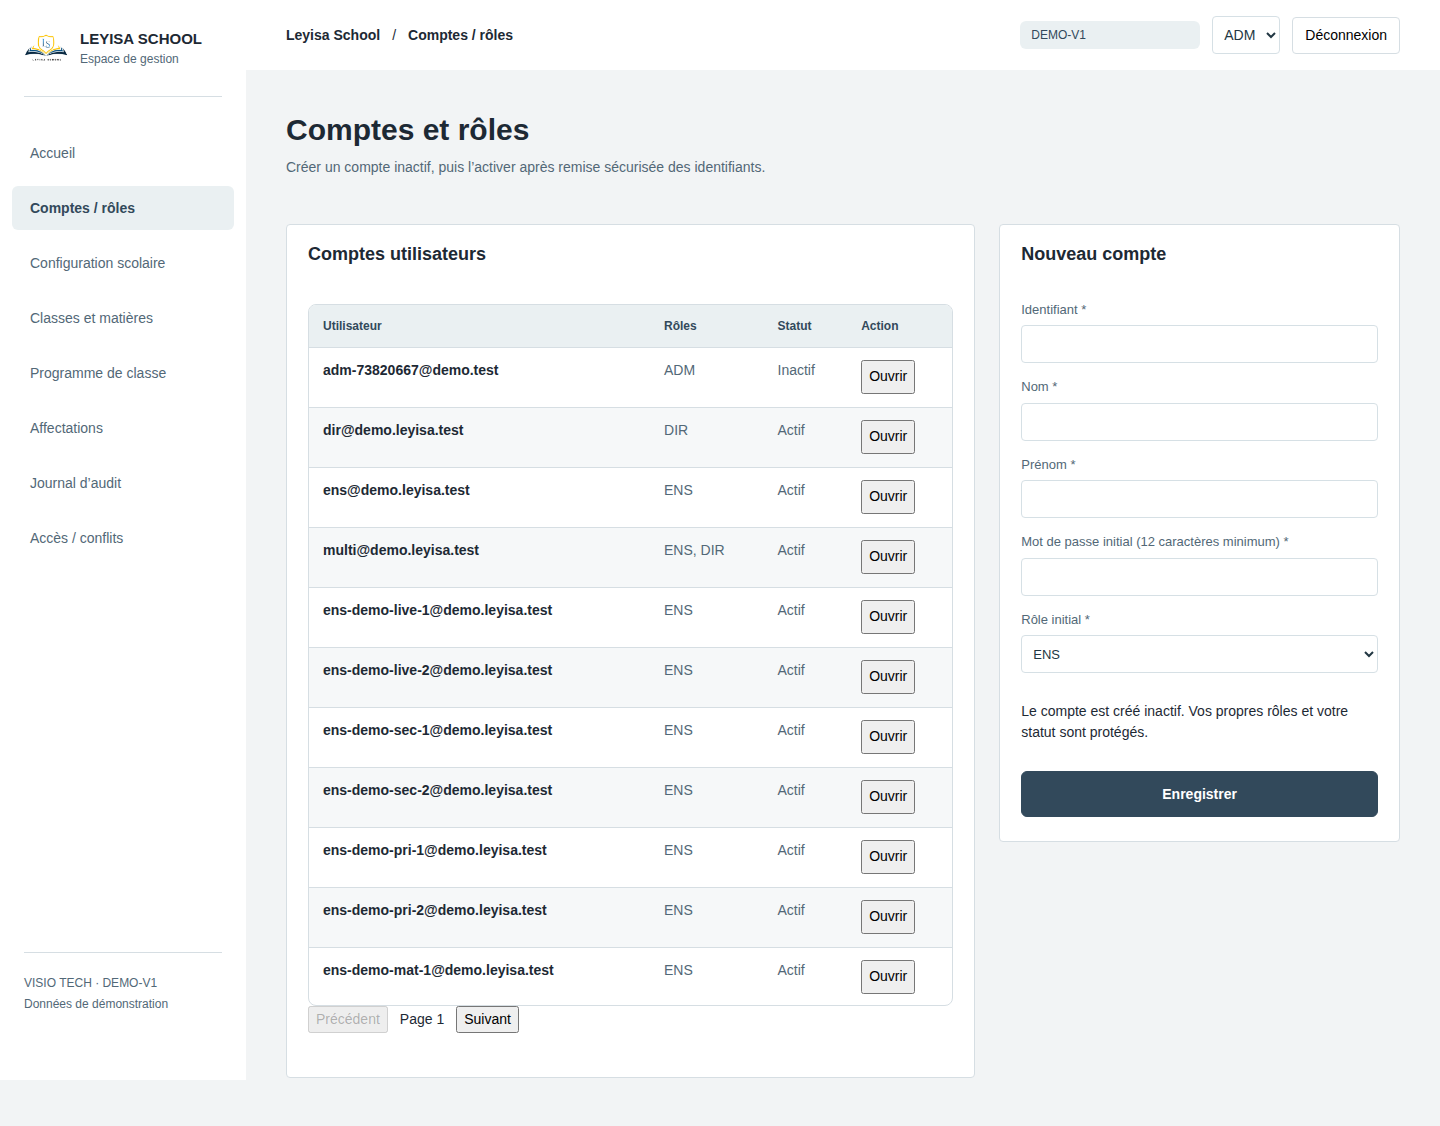 LEYISA SCHOOL
Espace de gestion
Accueil
Comptes / rôles
Configuration scolaire
Classes et matières
Programme de classe
Affectations
Journal d’audit
Accès / conflits
VISIO TECH · DEMO-V1
Données de démonstration
Leyisa School / Comptes / rôles
DEMO-V1
ADM
Déconnexion
Comptes et rôles
Créer un compte inactif, puis l’activer après remise sécurisée des identifiants.
Comptes utilisateurs
Utilisateur Rôles Statut Action
adm-73820667@demo.test ADM Inactif Ouvrir
dir@demo.leyisa.test DIR Actif Ouvrir
ens@demo.leyisa.test ENS Actif Ouvrir
multi@demo.leyisa.test ENS, DIR Actif Ouvrir
ens-demo-live-1@demo.leyisa.test ENS Actif Ouvrir
ens-demo-live-2@demo.leyisa.test ENS Actif Ouvrir
ens-demo-sec-1@demo.leyisa.test ENS Actif Ouvrir
ens-demo-sec-2@demo.leyisa.test ENS Actif Ouvrir
ens-demo-pri-1@demo.leyisa.test ENS Actif Ouvrir
ens-demo-pri-2@demo.leyisa.test ENS Actif Ouvrir
ens-demo-mat-1@demo.leyisa.test ENS Actif Ouvrir
Précédent Page 1 Suivant
Nouveau compte
Identifiant *
Nom *
Prénom *
Mot de passe initial (12 caractères minimum) *
Rôle initial *
ENS
Le compte est créé inactif. Vos propres rôles et votre
statut sont protégés.
Enregistrer